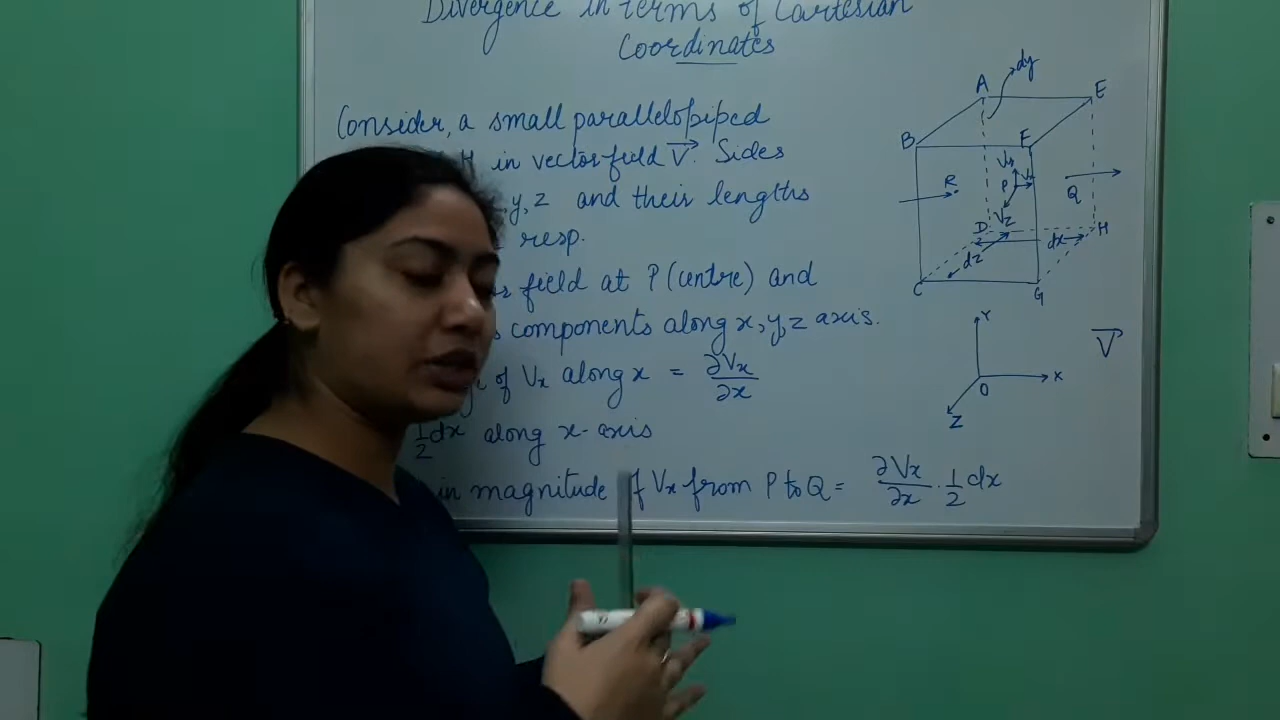 Divergence in terms of Cartesian
Coordinates
Consider, a small parallelopiped
H in vector field V⃗. Sides
y, z and their lengths
resp.
field at P (centre) and
components along x, y, z axis.
of Vx along x = ∂Vx/∂x
1/2 dx along x-axis
in magnitude of Vx from P to Q = ∂Vx/∂x . 1/2 dx
dy
A
E
B
F
Vy
R
P
Q
Vz
D
H
dx
dz
C
G
Y
V⃗
X
O
Z